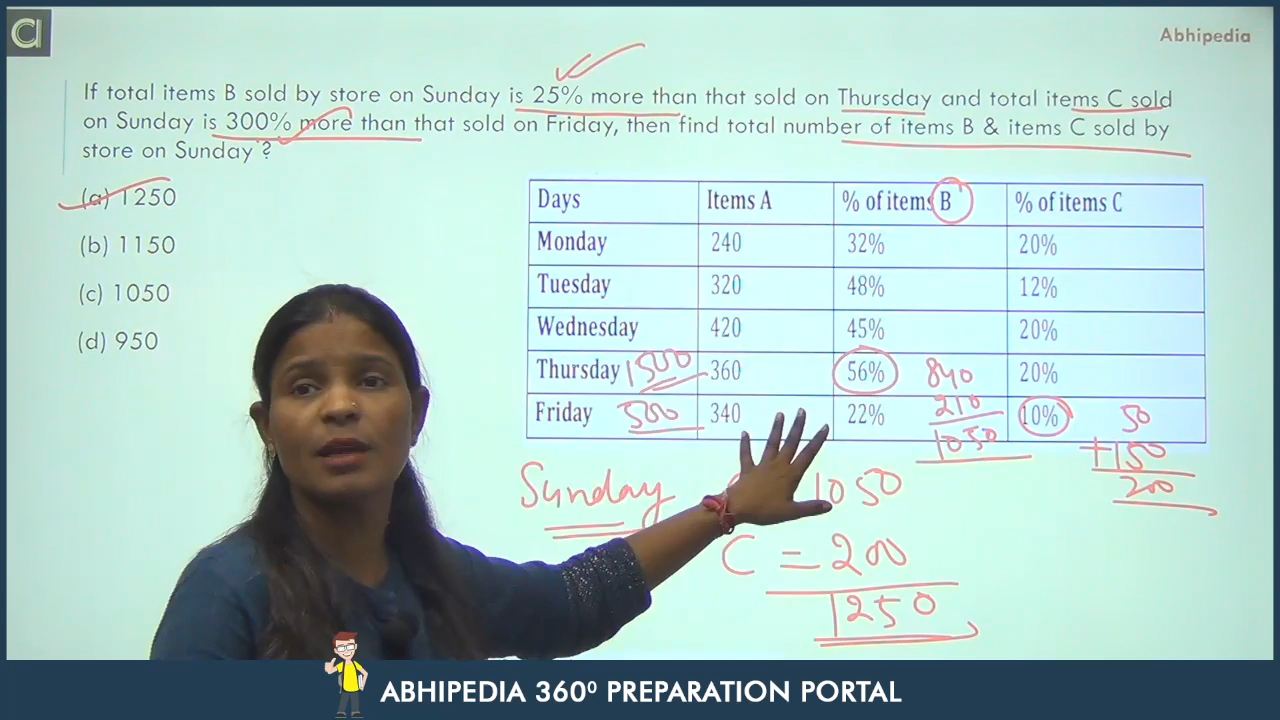 Abhipedia
If total items B sold by store on Sunday is 25% more than that sold on Thursday and total items C sold
on Sunday is 300% more than that sold on Friday, then find total number of items B & items C sold by
store on Sunday ?
(a) 1250
(b) 1150
(c) 1050
(d) 950
Days Items A % of items B % of items C
Monday 240 32% 20%
Tuesday 320 48% 12%
Wednesday 420 45% 20%
Thursday 1500 360 56% 840 20%
Friday 500 340 22% 210 10% 50
1050 +150
200
Sunday 1050
C = 200
1250
ABHIPEDIA 360⁰ PREPARATION PORTAL